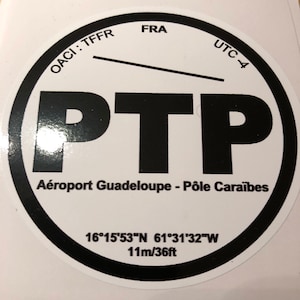 OACI : TFFR FRA UTC -4
PTP
Aéroport Guadeloupe - Pôle Caraïbes
16°15'53"N 61°31'32"W
11m/36ft